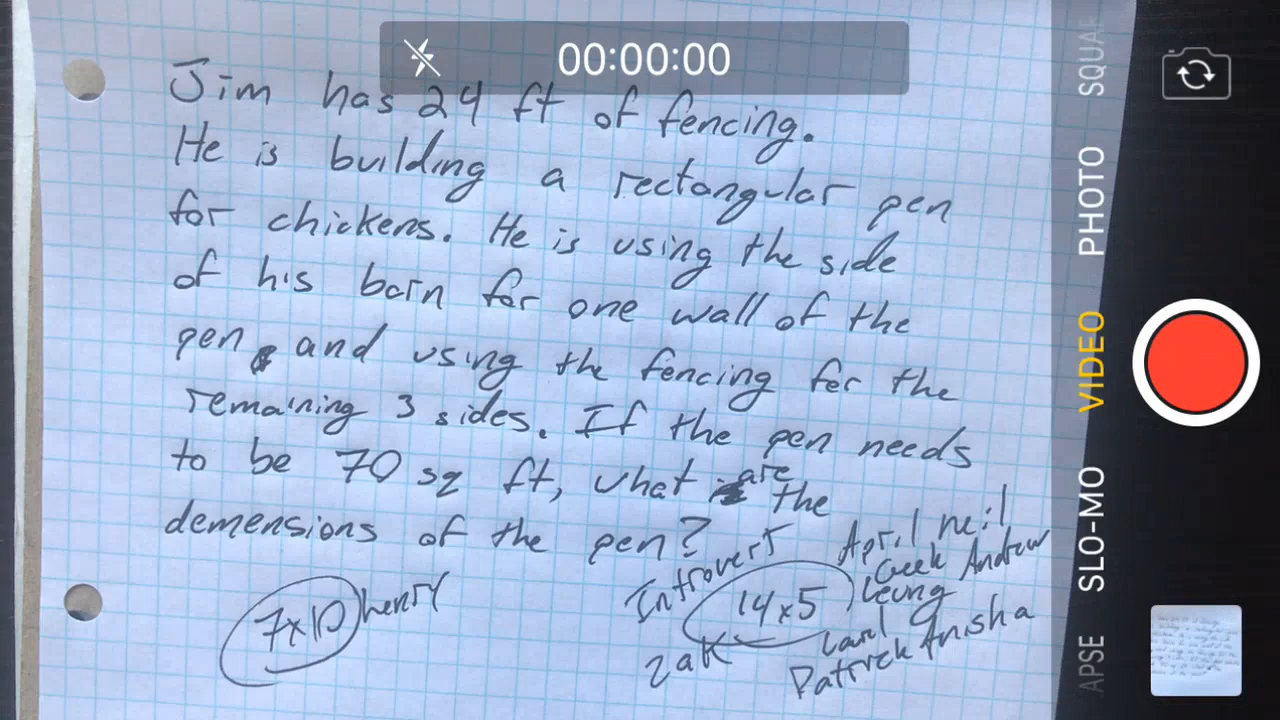 00:00:00
Jim has 24 ft of fencing.
He is building a rectangular pen
for chickens. He is using the side
of his barn for one wall of the
pen, and using the fencing for the
remaining 3 sides. If the pen needs
to be 70 sq ft, what are the
demensions of the pen?
7x10 henry
Introvert
14x5
Zak
April neil
Geek Andrew
Leung
Patrick Anisha
SQUAR
PHOTO
VIDEO
SLO-MO
APSE